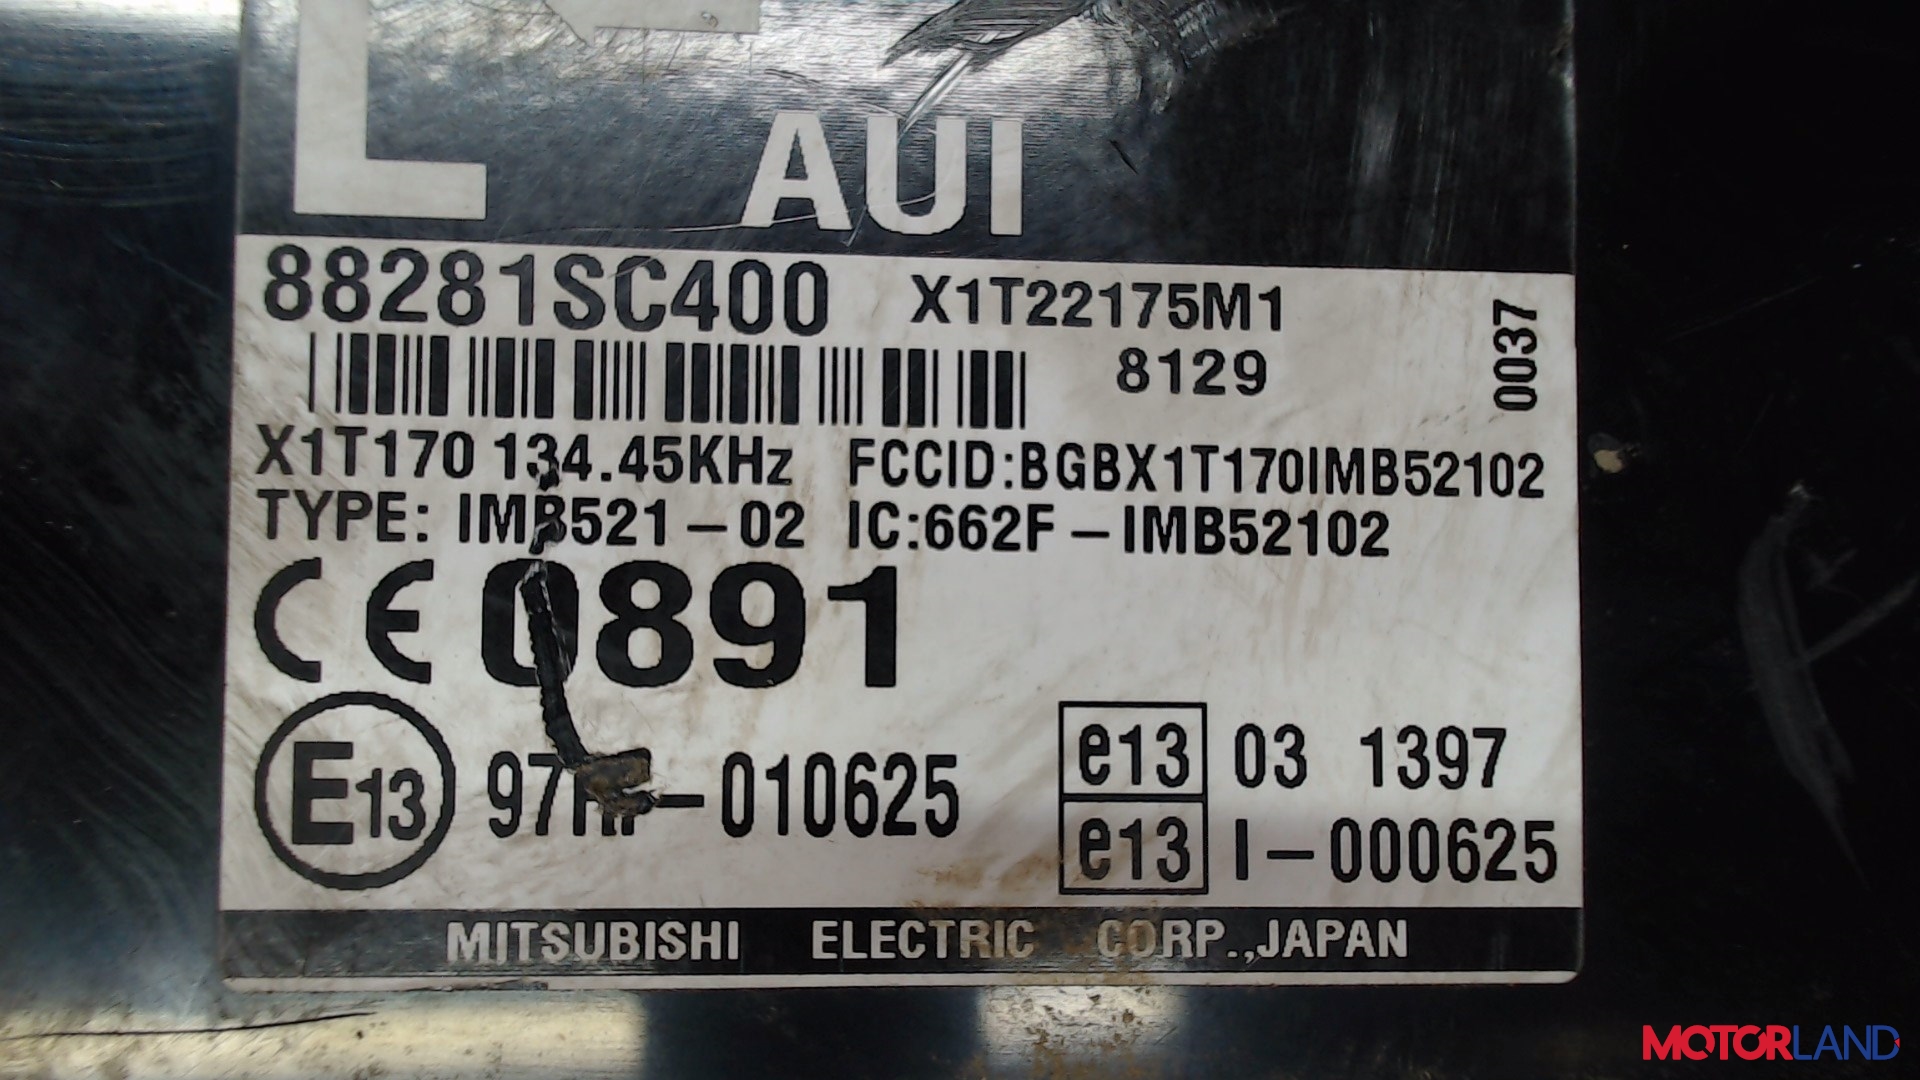 L
AUI
88281SC400 X1T22175M1
8129
0037
X1T170 134.45KHz FCCID:BGBX1T170IMB52102
TYPE: IMB521-02 IC:662F-IMB52102
CE 0891
E13 -010625
e13 03 1397
e13 I-000625
MITSUBISHI ELECTRIC CORP.,JAPAN
MOTORLAND